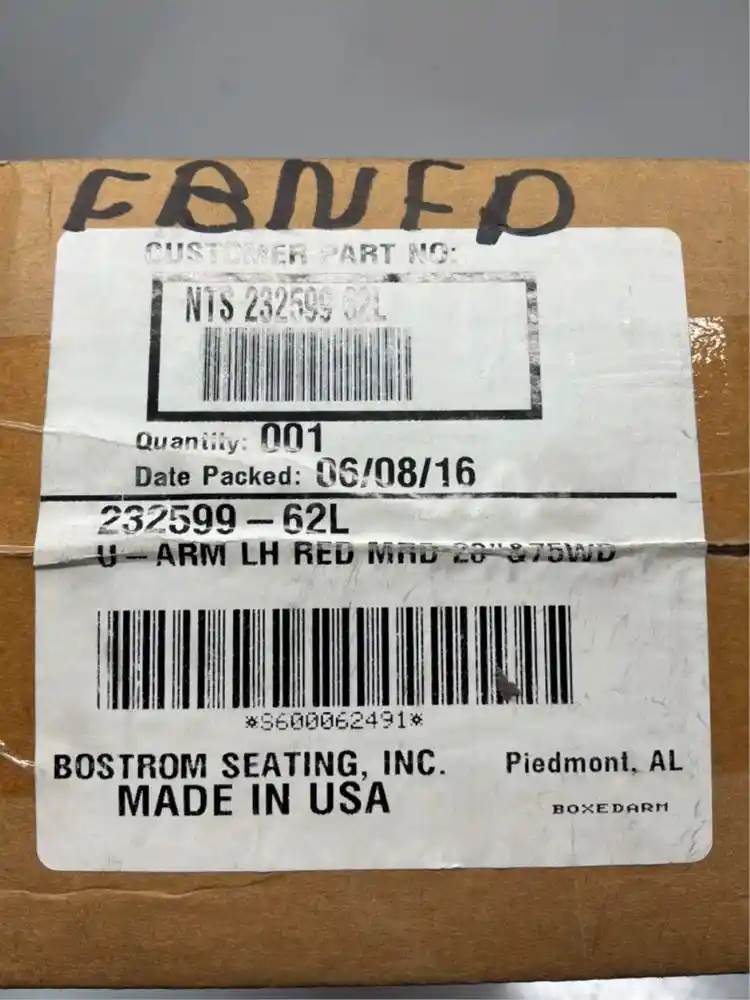 FBNFD
CUSTOMER PART NO:
NTS 232599 62L
Quantity: 001
Date Packed: 06/08/16
232599-62L
U-ARM LH RED MRD 20"&75WD
*S600062491*
BOSTROM SEATING, INC. Piedmont, AL
MADE IN USA
BOXEDARM